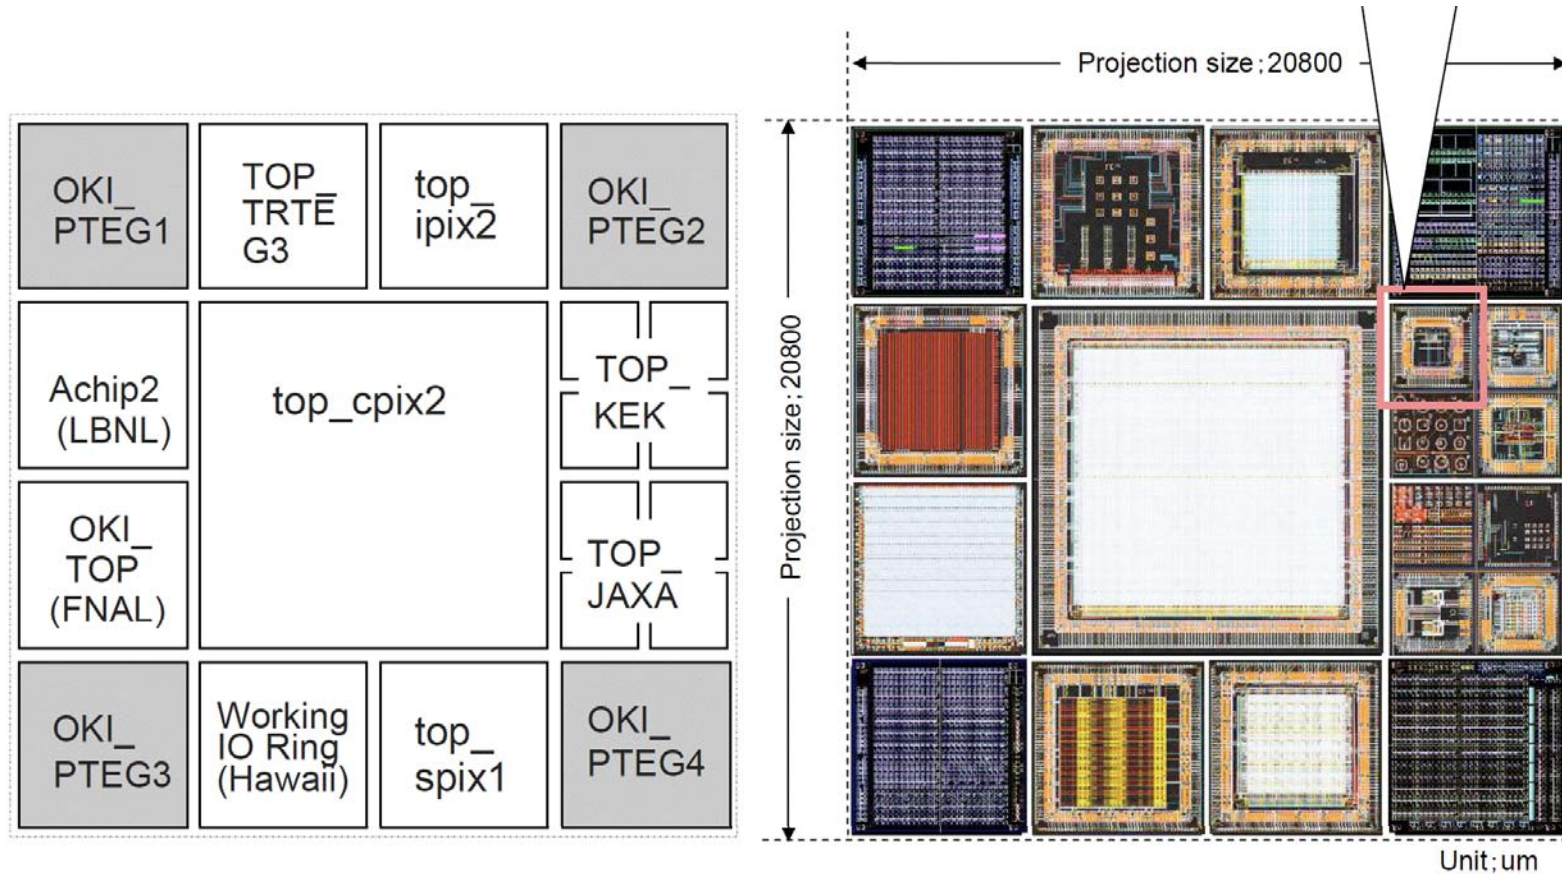 Projection size;20800
OKI_
PTEG1
TOP_
TRTE
G3
top_
ipix2
OKI_
PTEG2
Achip2
(LBNL)
top_cpix2
TOP_
KEK
OKI_
TOP
(FNAL)
TOP_
JAXA
OKI_
PTEG3
Working
IO Ring
(Hawaii)
top_
spix1
OKI_
PTEG4
Projection size;20800
Unit;um